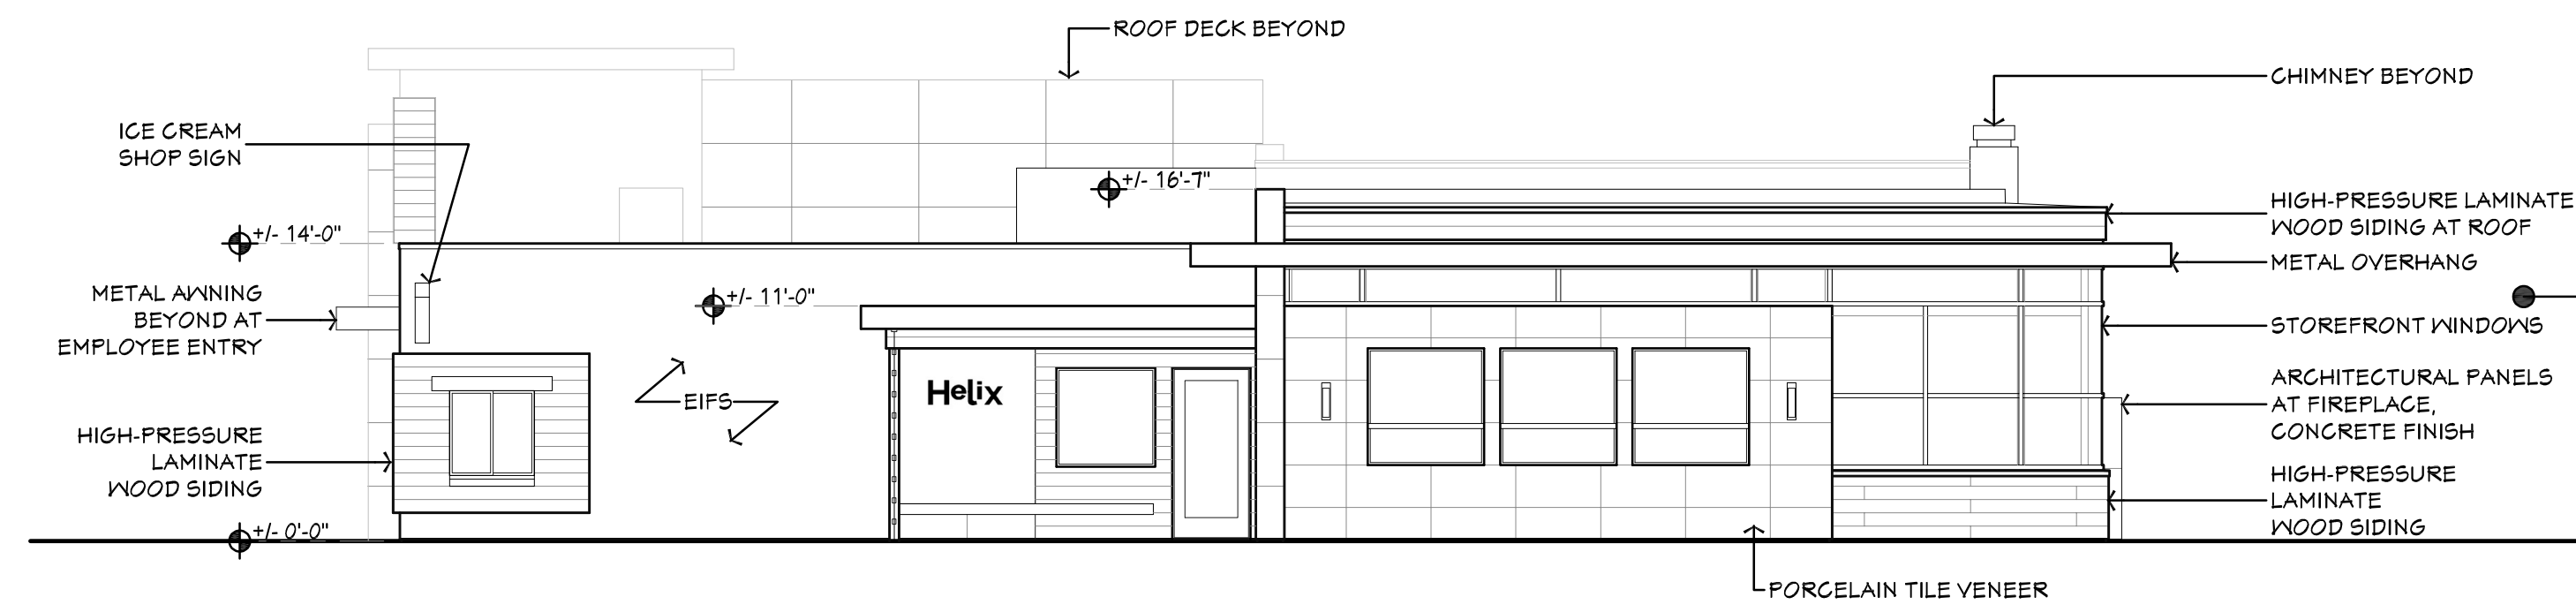 ROOF DECK BEYOND
CHIMNEY BEYOND
ICE CREAM
SHOP SIGN
+/- 16'-7"
HIGH-PRESSURE LAMINATE
WOOD SIDING AT ROOF
+/- 14'-0"
METAL OVERHANG
METAL AWNING
BEYOND AT
EMPLOYEE ENTRY
+/- 11'-0"
STOREFRONT WINDOWS
Helix
EIFS
ARCHITECTURAL PANELS
AT FIREPLACE,
CONCRETE FINISH
HIGH-PRESSURE
LAMINATE
WOOD SIDING
HIGH-PRESSURE
LAMINATE
WOOD SIDING
+/- 0'-0"
PORCELAIN TILE VENEER